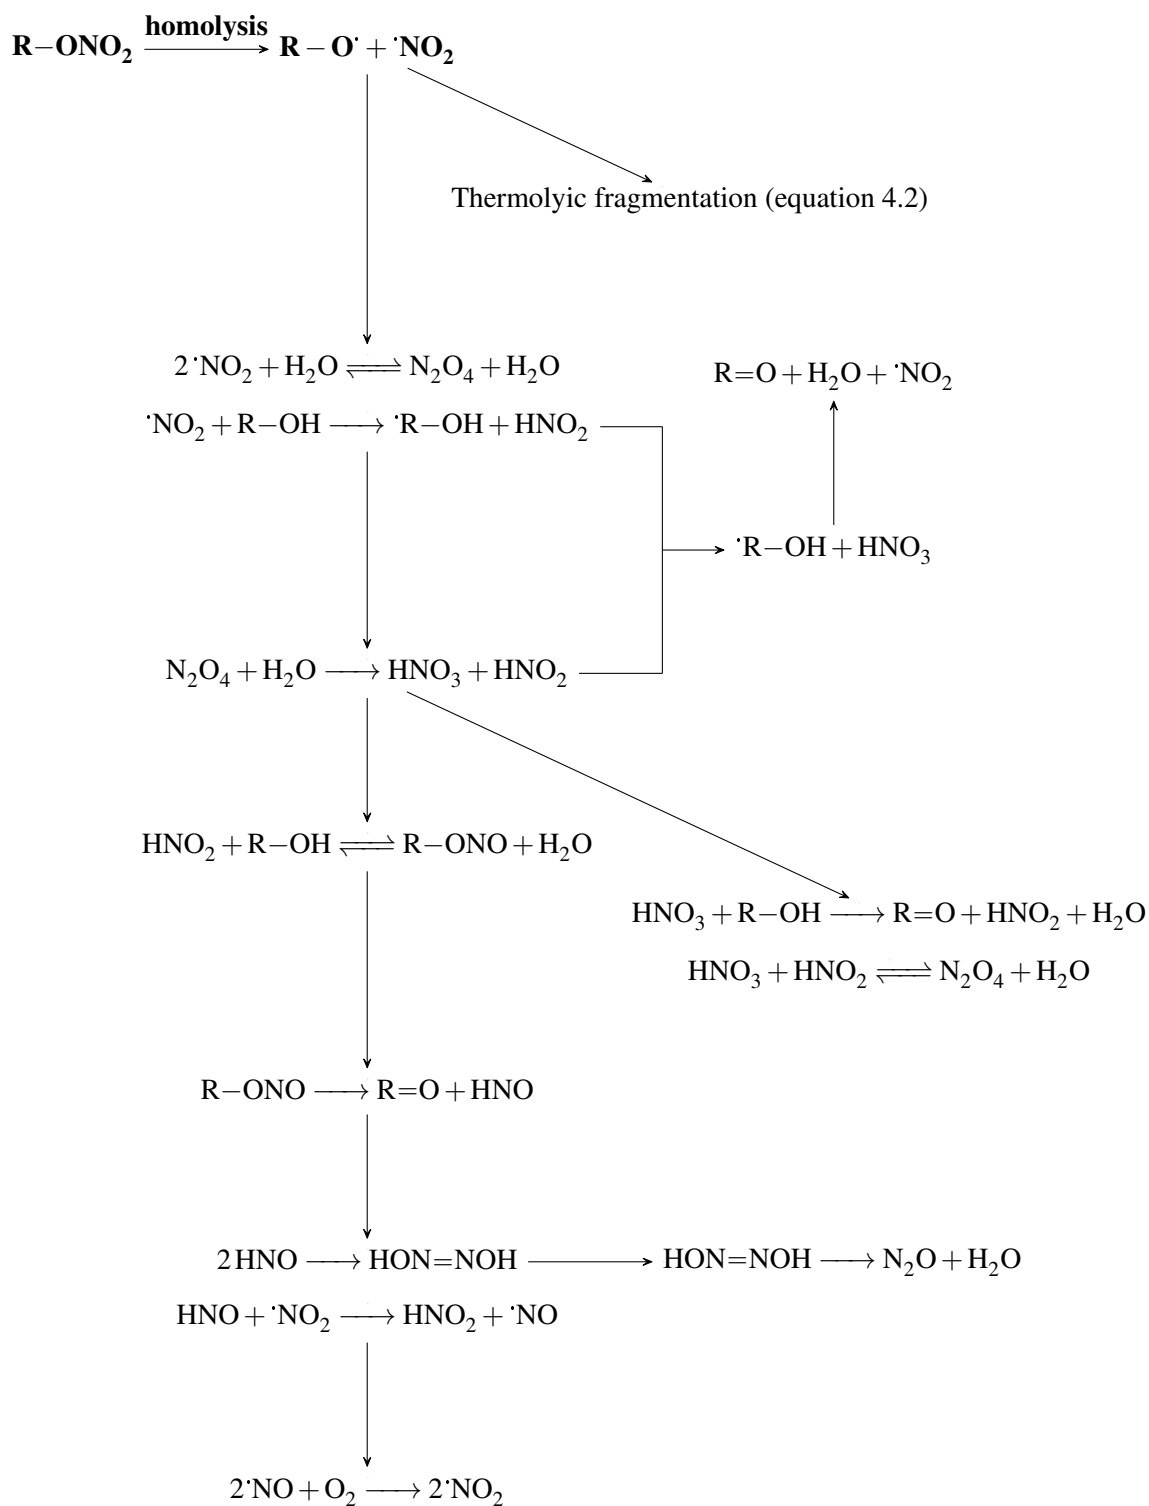 homolysis
R−ONO₂ ⟶ R − O˙ + ˙NO₂
Thermolyic fragmentation (equation 4.2)
2 ˙NO₂ + H₂O ⇌ N₂O₄ + H₂O
R=O + H₂O + ˙NO₂
˙NO₂ + R−OH ⟶ ˙R−OH + HNO₂
˙R−OH + HNO₃
N₂O₄ + H₂O ⟶ HNO₃ + HNO₂
HNO₂ + R−OH ⇌ R−ONO + H₂O
HNO₃ + R−OH ⟶ R=O + HNO₂ + H₂O
HNO₃ + HNO₂ ⇌ N₂O₄ + H₂O
R−ONO ⟶ R=O + HNO
2 HNO ⟶ HON=NOH ⟶ HON=NOH ⟶ N₂O + H₂O
HNO + ˙NO₂ ⟶ HNO₂ + ˙NO
2˙NO + O₂ ⟶ 2˙NO₂